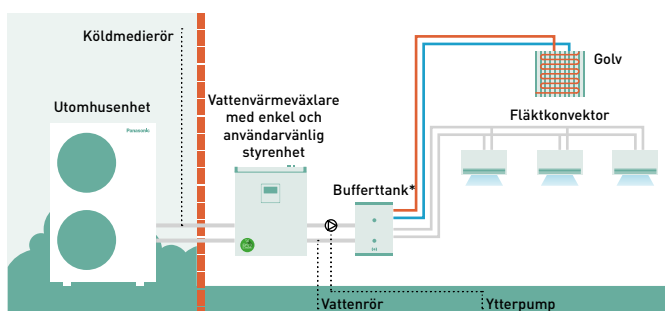 Köldmedierör
Golv
Utomhusenhet
Vattenvärmeväxlare
med enkel och
användarvänlig
styrenhet
Fläktkonvektor
Panasonic
Bufferttank*
Vattenrör
Ytterpump